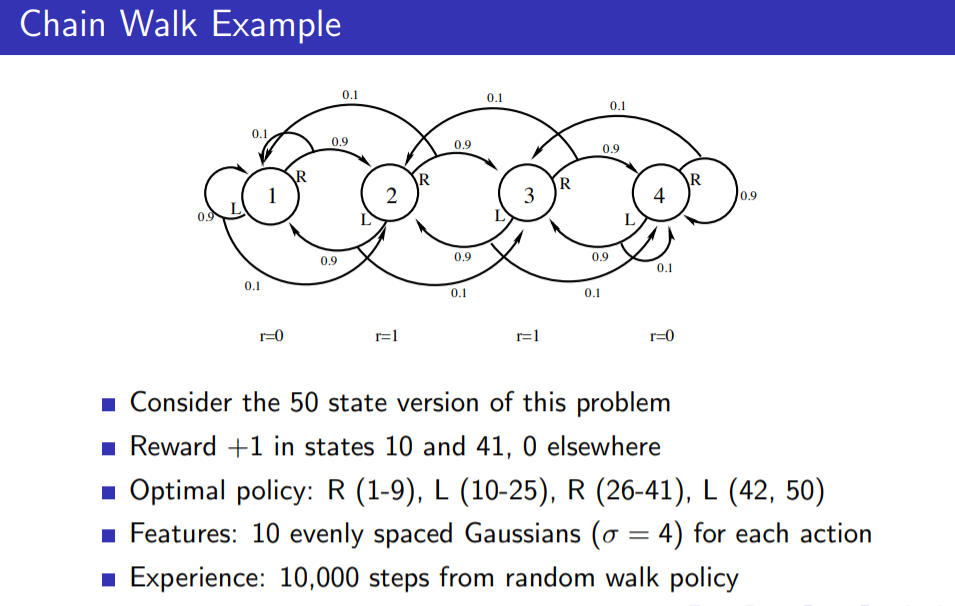 Chain Walk Example
0.1 0.1 0.1
0.1 0.9 0.9 0.9
R R R R
1 2 3 4
0.9 L L L L 0.9
0.9 0.9 0.9 0.1
0.1 0.1 0.1
r=0 r=1 r=1 r=0
Consider the 50 state version of this problem
Reward +1 in states 10 and 41, 0 elsewhere
Optimal policy: R (1-9), L (10-25), R (26-41), L (42, 50)
Features: 10 evenly spaced Gaussians (σ = 4) for each action
Experience: 10,000 steps from random walk policy